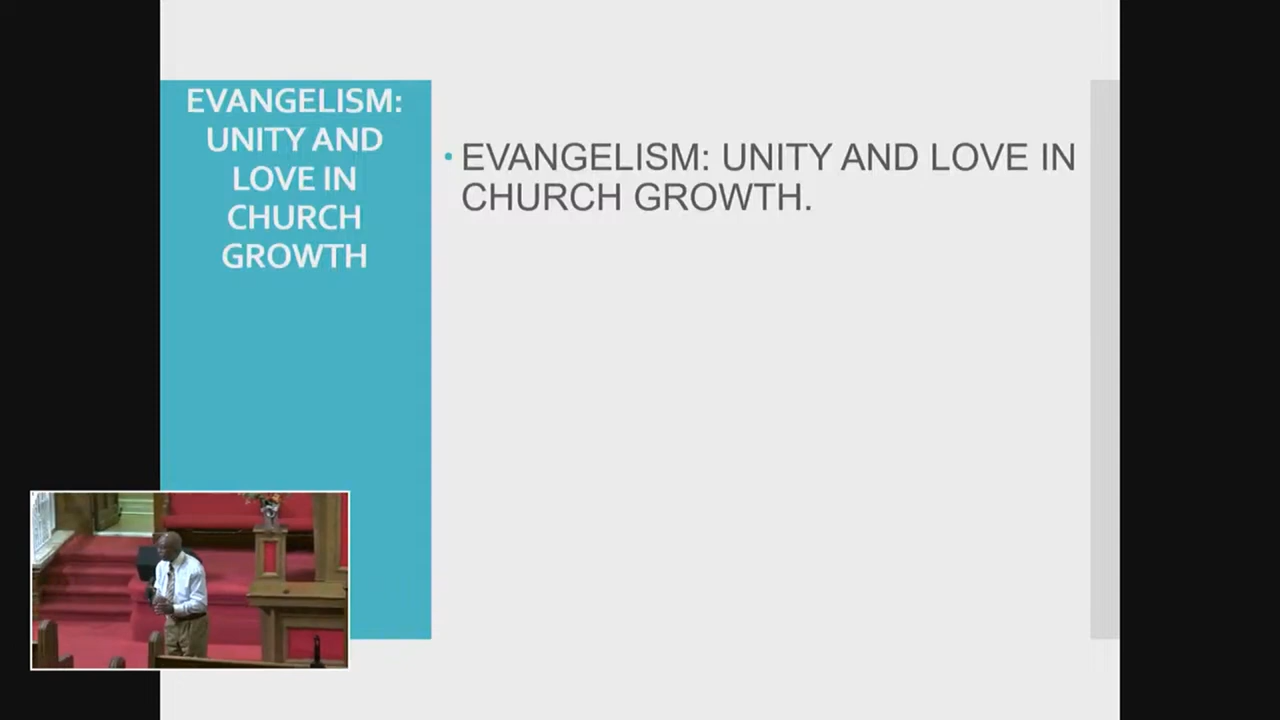 EVANGELISM:
UNITY AND
LOVE IN
CHURCH
GROWTH
• EVANGELISM: UNITY AND LOVE IN
CHURCH GROWTH.